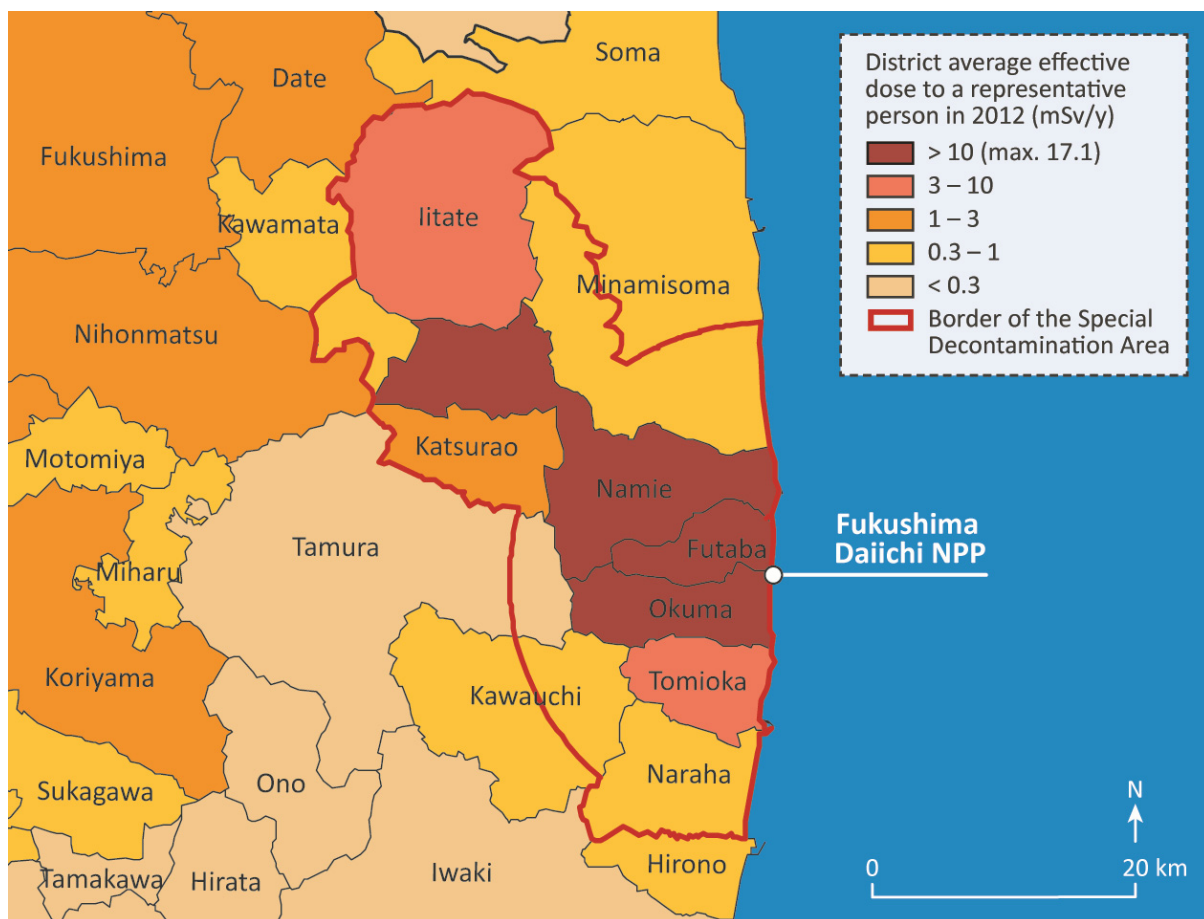 Soma
Date
Fukushima
Iitate
Kawamata
Minamisoma
Nihonmatsu
Katsurao
Motomiya
Namie
Tamura
Futaba
Miharu
Okuma
Koriyama
Kawauchi
Tomioka
Ono
Naraha
Sukagawa
Iwaki
Hirono
Tamakawa
Hirata
Fukushima
Daiichi NPP
District average effective
dose to a representative
person in 2012 (mSv/y)
> 10 (max. 17.1)
3 – 10
1 – 3
0.3 – 1
< 0.3
Border of the Special
Decontamination Area
N
0 20 km